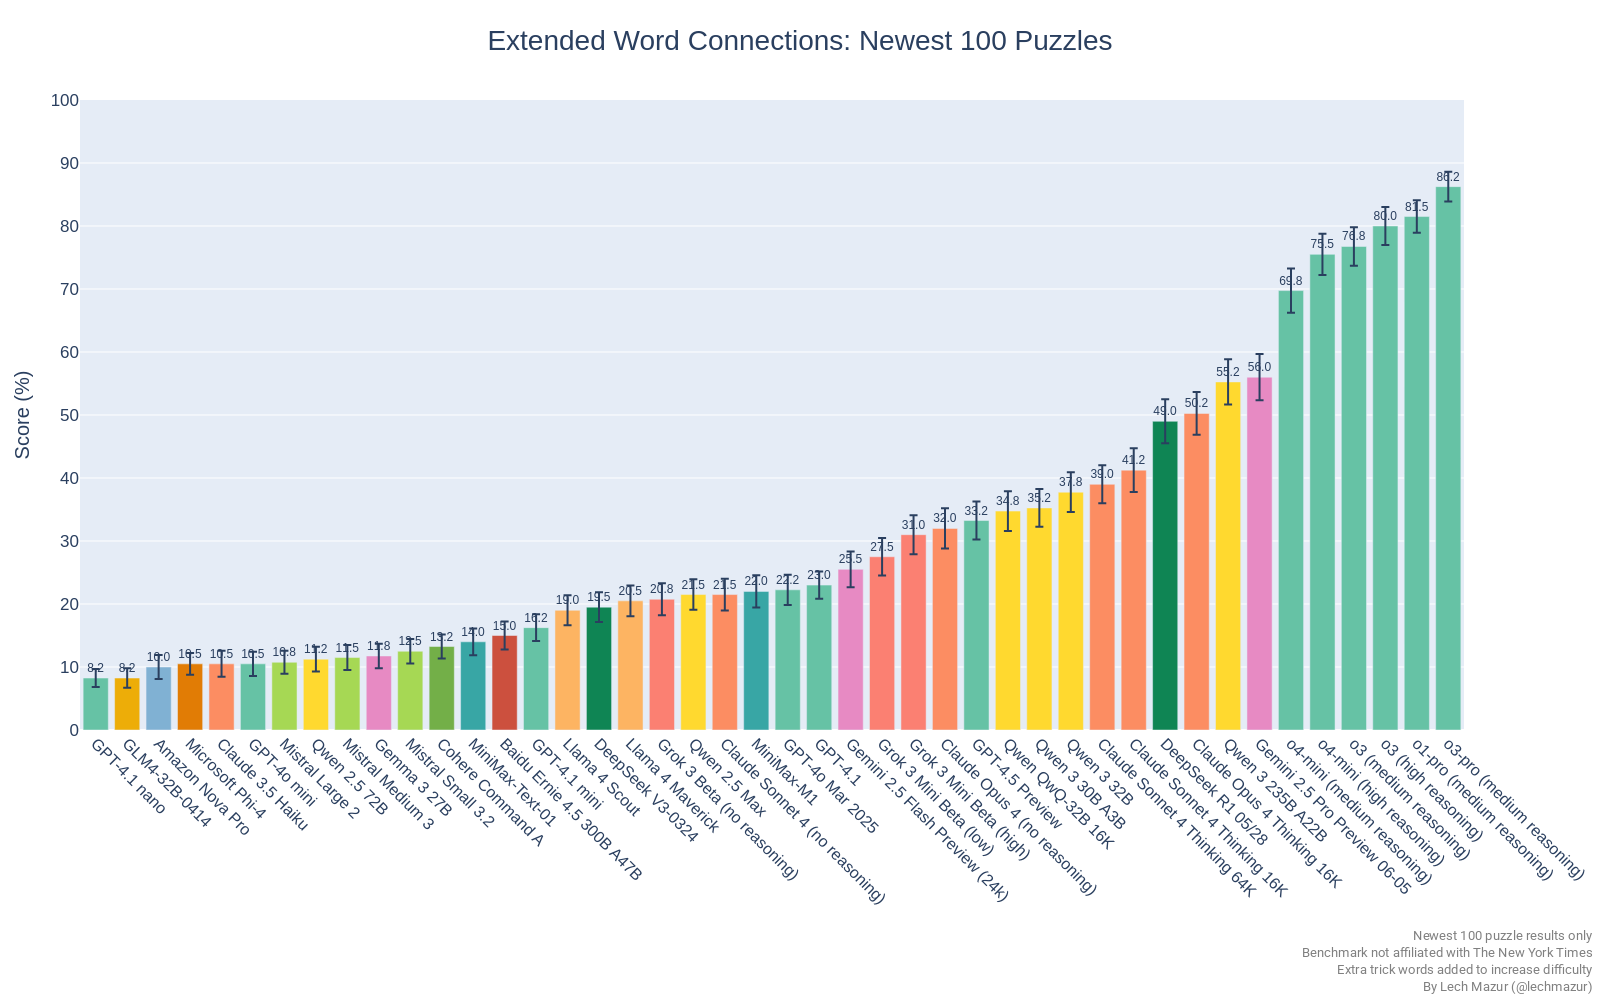 Extended Word Connections: Newest 100 Puzzles
Score (%)
100
90
80
70
60
50
40
30
20
10
0
8.2
8.2
10.0
10.5
10.5
10.5
10.8
11.2
11.5
11.8
12.5
13.2
14.0
15.0
16.2
19.0
19.5
20.5
20.8
21.5
21.5
22.0
22.2
23.0
25.5
27.5
31.0
32.0
33.2
34.8
35.2
37.8
39.0
41.2
49.0
50.2
55.2
56.0
69.8
75.5
76.8
80.0
81.5
86.2
GPT-4.1 nano
GLM4-32B-0414
Amazon Nova Pro
Microsoft Phi-4
Claude 3.5 Haiku
GPT-4o mini
Mistral Large 2
Qwen 2.5 72B
Mistral Medium 3
Gemma 3 27B
Mistral Small 3.2
Cohere Command A
MiniMax-Text-01
Baidu Ernie 4.5 300B A47B
GPT-4.1 mini
Llama 4 Scout
DeepSeek V3-0324
Llama 4 Maverick
Grok 3 Beta (no reasoning)
Qwen 2.5 Max
Claude Sonnet 4 (no reasoning)
MiniMax-M1
GPT-4o Mar 2025
GPT-4.1
Gemini 2.5 Flash Preview (24k)
Grok 3 Mini Beta (low)
Grok 3 Mini Beta (high)
Claude Opus 4 (no reasoning)
GPT-4.5 Preview
Qwen QwQ-32B 16K
Qwen 3 30B A3B
Qwen 3 32B
Claude Sonnet 4 Thinking 64K
Claude Sonnet 4 Thinking 16K
DeepSeek R1 05/28
Claude Opus 4 Thinking 16K
Qwen 3 235B A22B
Gemini 2.5 Pro Preview 06-05
o4-mini (medium reasoning)
o4-mini (high reasoning)
o3 (medium reasoning)
o3 (high reasoning)
o1-pro (medium reasoning)
o3-pro (medium reasoning)
Newest 100 puzzle results only
Benchmark not affiliated with The New York Times
Extra trick words added to increase difficulty
By Lech Mazur (@lechmazur)